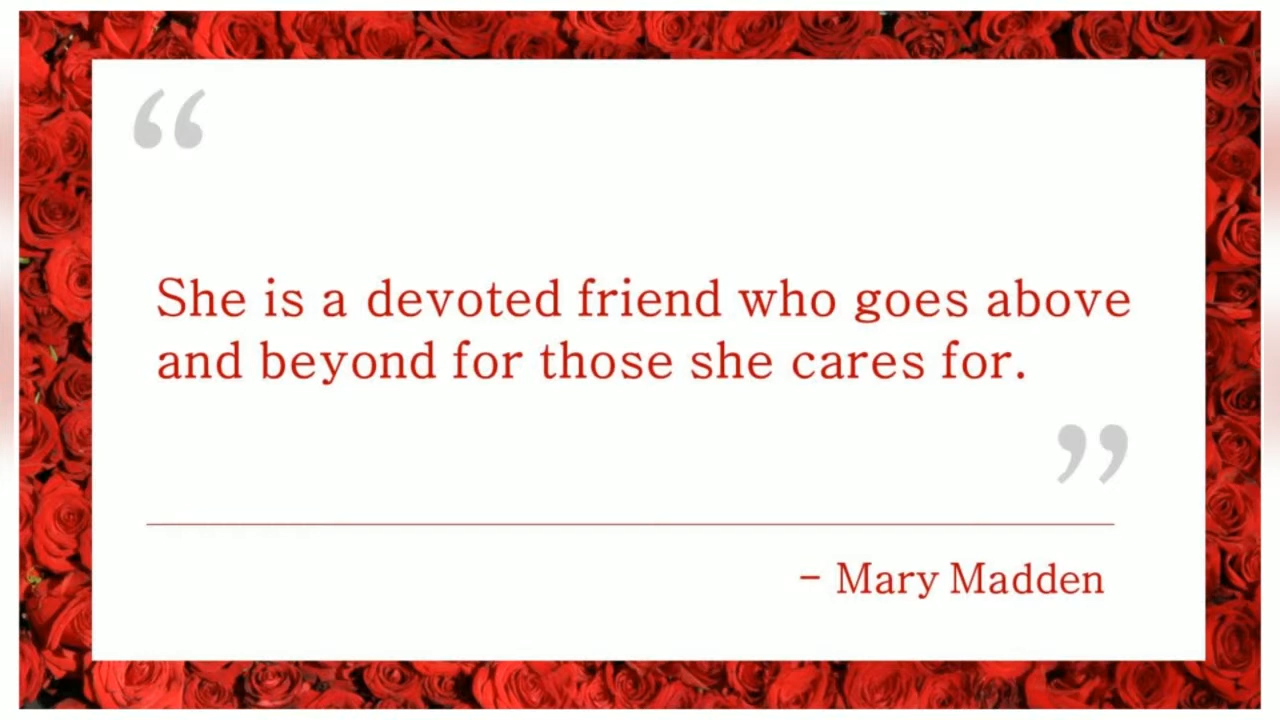 “
She is a devoted friend who goes above
and beyond for those she cares for.
”
– Mary Madden